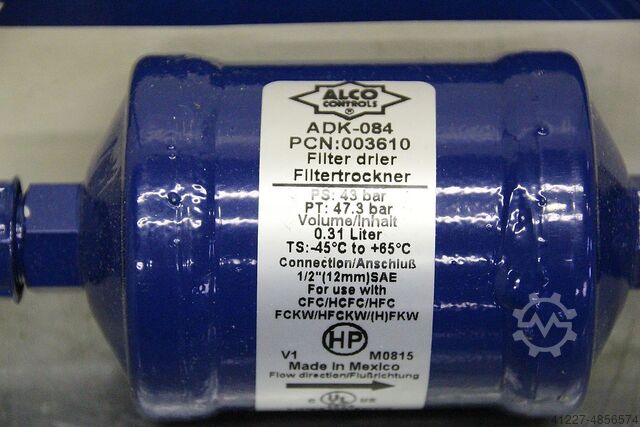 ALCO
CONTROLS
®
ADK-084
PCN:003610
Filter drier
Filtertrockner
PS: 43 bar
PT: 47.3 bar
Volume/Inhalt
0.31 Liter
TS:-45°C to +65°C
Connection/Anschluß
1/2"(12mm)SAE
For use with
CFC/HCFC/HFC
FCKW/HFCKW/(H)FKW
HP
V1 M0815
Made in Mexico
Flow direction/Flußrichtung
c UL us
41227-4856574